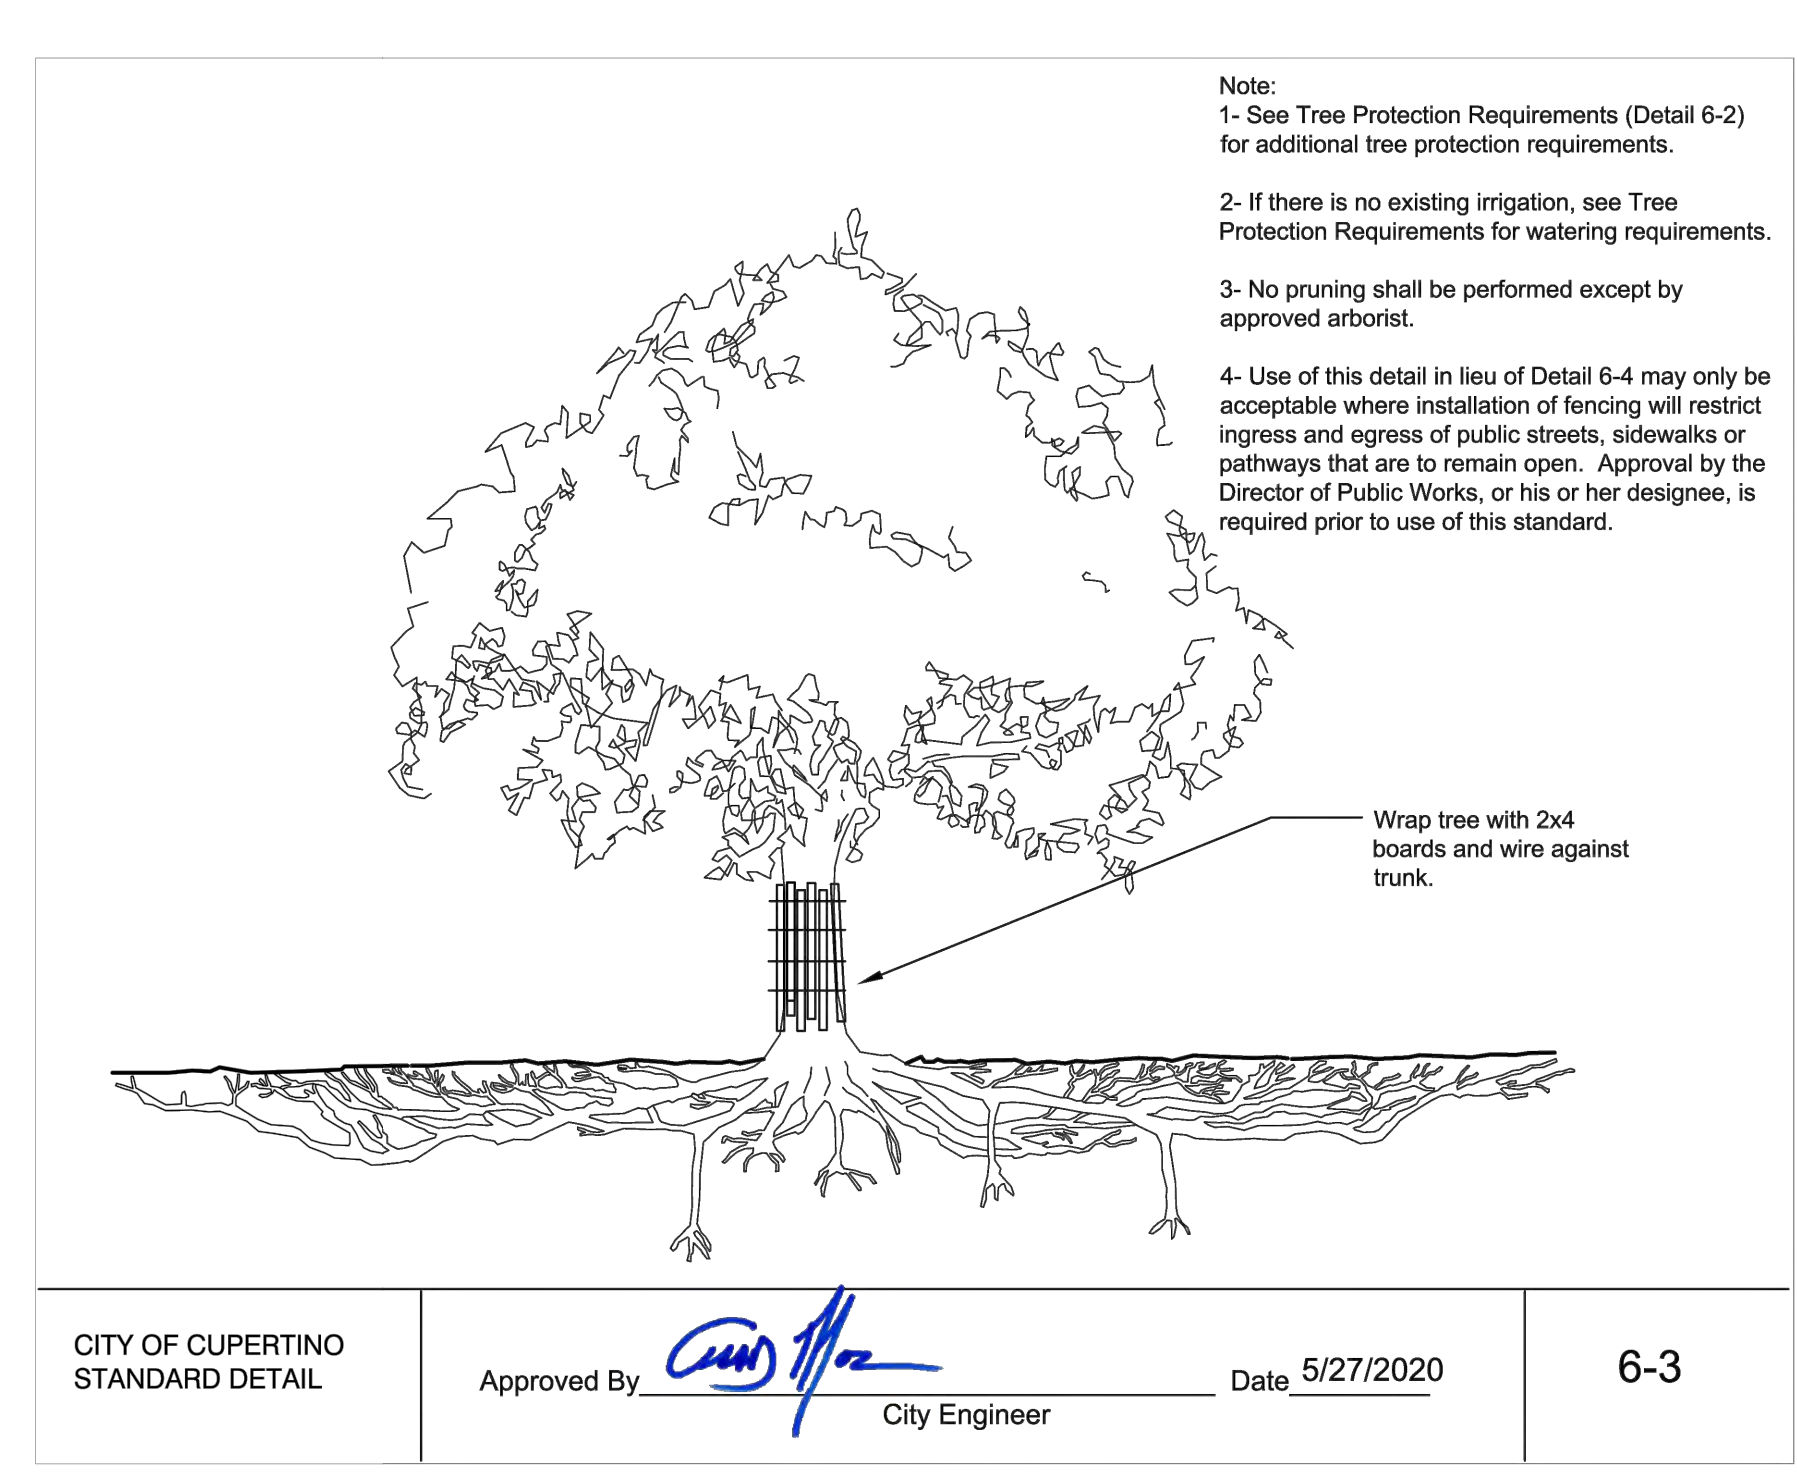 Note:
1- See Tree Protection Requirements (Detail 6-2)
for additional tree protection requirements.
2- If there is no existing irrigation, see Tree
Protection Requirements for watering requirements.
3- No pruning shall be performed except by
approved arborist.
4- Use of this detail in lieu of Detail 6-4 may only be
acceptable where installation of fencing will restrict
ingress and egress of public streets, sidewalks or
pathways that are to remain open.  Approval by the
Director of Public Works, or his or her designee, is
required prior to use of this standard.
Wrap tree with 2x4
boards and wire against
trunk.
CITY OF CUPERTINO
STANDARD DETAIL
Approved By
City Engineer
Date 5/27/2020
6-3